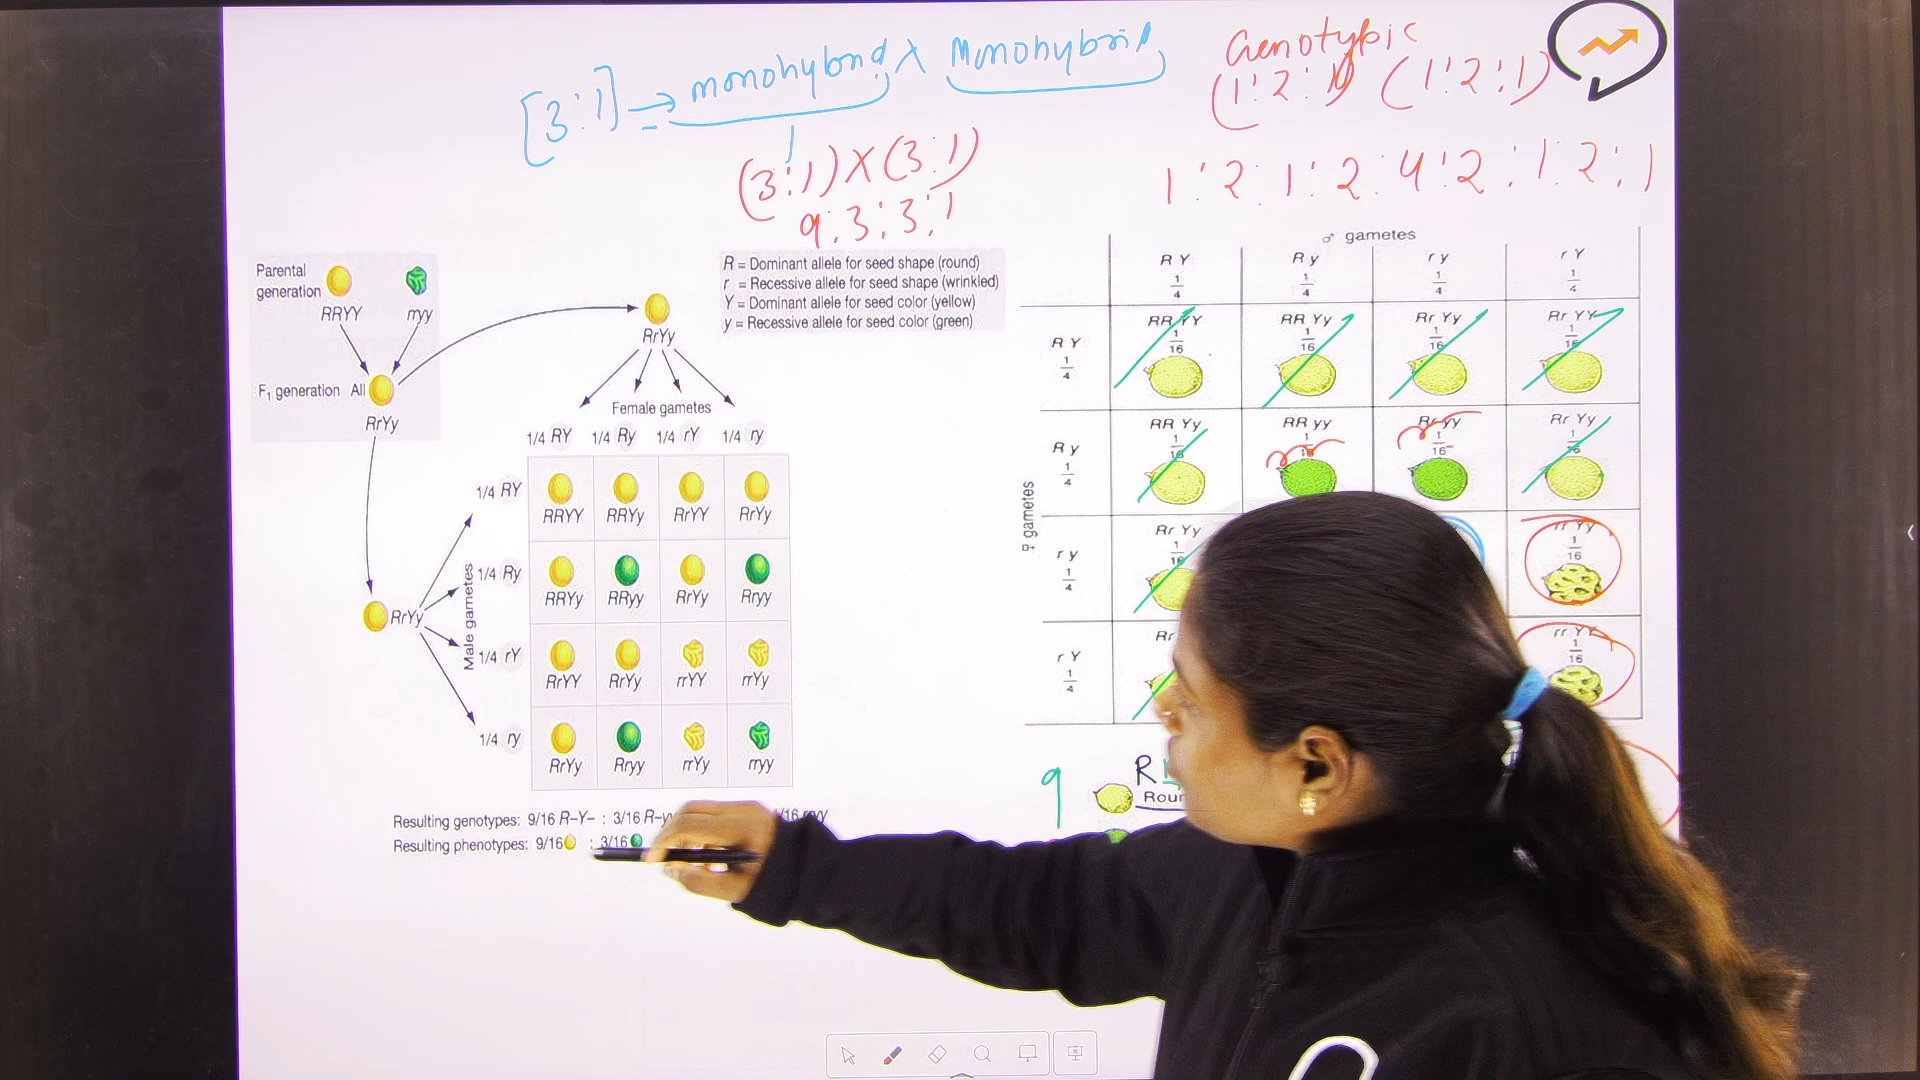 [3:1] → monohybrid X Monohybrid
(3:1) X (3:1)
9:3:3:1
Genotypic
(1:2:1) (1:2:1)
1:2:1:2:4:2:1:2:1
Parental generation
RRYY rryy
F1 generation All
RrYy
RrYy
R = Dominant allele for seed shape (round)
r = Recessive allele for seed shape (wrinkled)
Y = Dominant allele for seed color (yellow)
y = Recessive allele for seed color (green)
Female gametes
1/4 RY 1/4 Ry 1/4 rY 1/4 ry
Male gametes
RrYy
1/4 RY
RRYY RRYy RrYY RrYy
1/4 Ry
RRYy RRyy RrYy Rryy
1/4 rY
RrYY RrYy rrYY rrYy
1/4 ry
RrYy Rryy rrYy rryy
Resulting genotypes: 9/16 R–Y– : 3/16
Resulting phenotypes: 9/16 : 3/16
♂ gametes
R Y R y r y r Y
1/4 1/4 1/4 1/4
♀ gametes
R Y RR YY RR Yy Rr Yy Rr YY
1/4 1/16 1/16 1/16 1/16
R y RR Yy RR yy Rr yy Rr Yy
1/4 1/16 1/16 1/16 1/16
r y Rr Yy rr Yy
1/4 1/16 1/16
r Y Rr rr YY
1/4 1/16
9 R